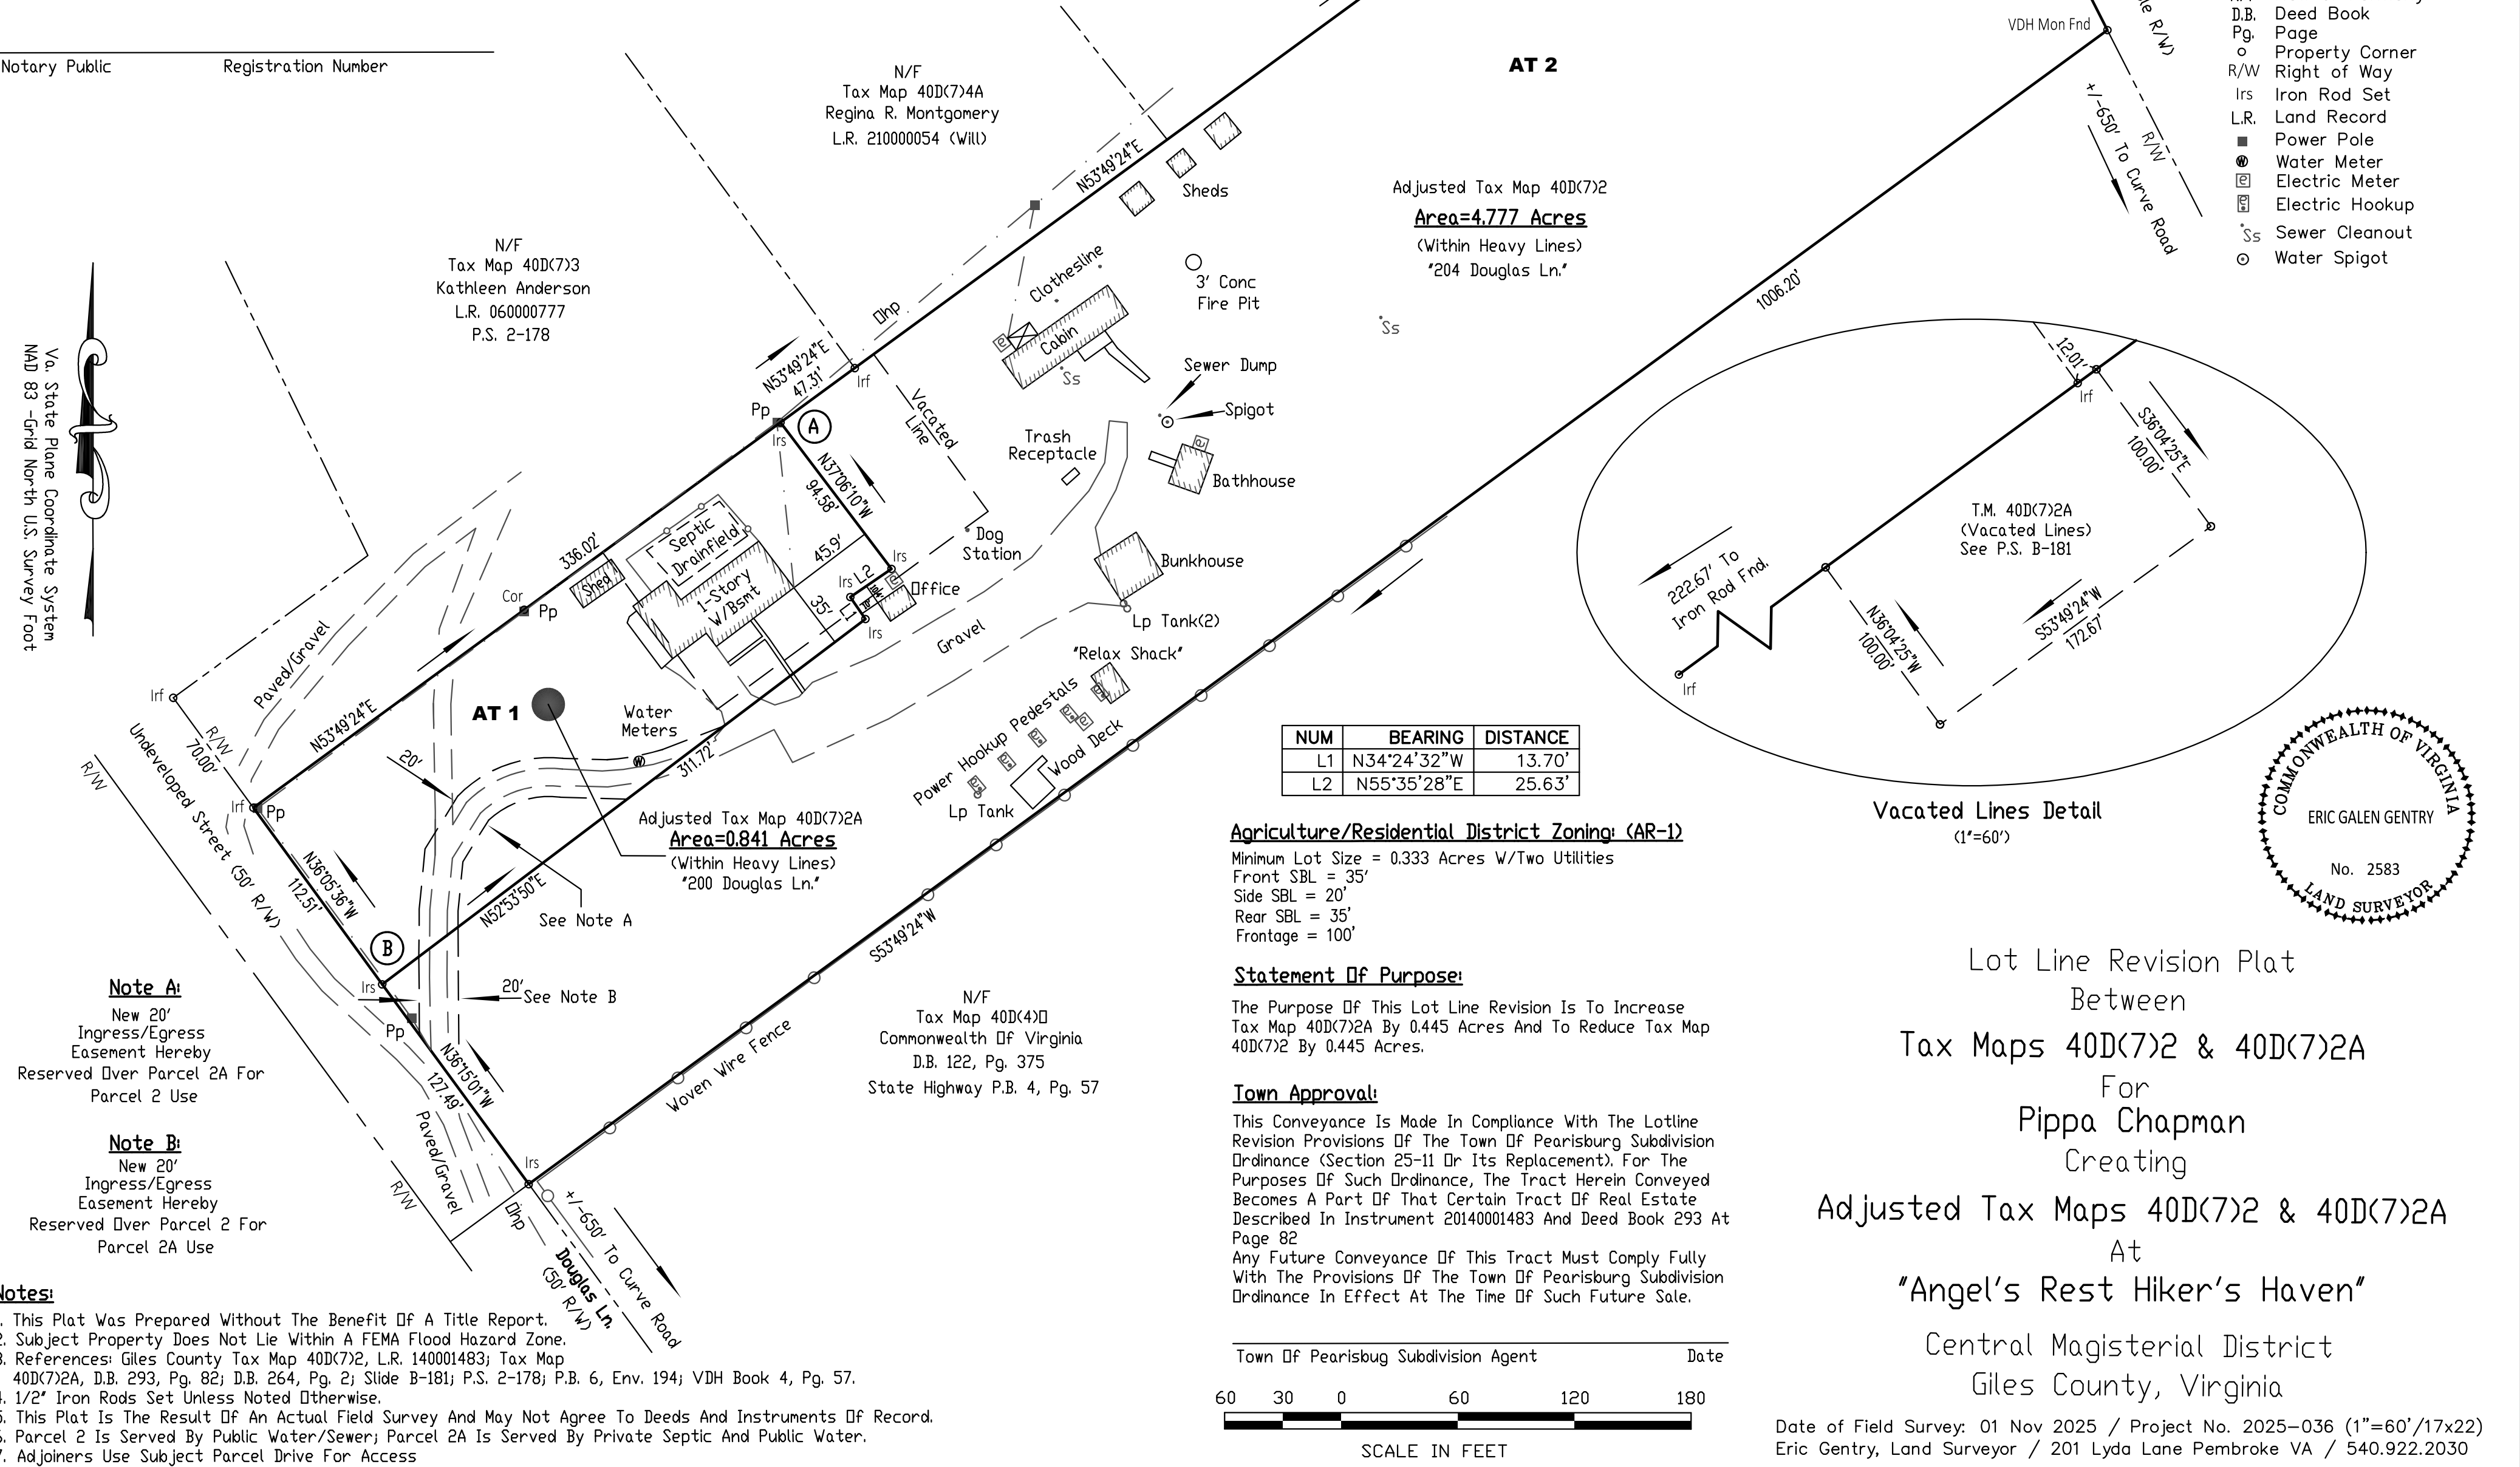 Notary Public
Registration Number
N/F
Tax Map 40D(7)4A
Regina R. Montgomery
L.R. 210000054 (Will)
AT 2
VDH Mon Fnd
+/-650' To Curve Road
R/W
D.B. Deed Book
Pg. Page
Property Corner
R/W Right of Way
Irs Iron Rod Set
L.R. Land Record
Power Pole
W Water Meter
e Electric Meter
e Electric Hookup
Ss Sewer Cleanout
Water Spigot
N53°49'24"E
Sheds
Adjusted Tax Map 40D(7)2
Area=4.777 Acres
(Within Heavy Lines)
"204 Douglas Ln."
N/F
Tax Map 40D(7)3
Kathleen Anderson
L.R. 060000777
P.S. 2-178
Va. State Plane Coordinate System
NAD 83 -Grid North U.S. Survey Foot
Clothesline
3' Conc
Fire Pit
Ohp
Cabin
e
Ss
Ss
1006.20'
N53°49'24"E
47.31'
Irf
Pp
Irs
A
Vacated
Line
Sewer Dump
Spigot
Trash
Receptacle
Bathhouse
e
N37°06'10"W
94.58'
Septic
Drainfield
45.9'
Dog
Station
336.02'
Shed
Cor
Pp
1-Story
W/Bsmt
35'
Irs
L2
Irs
L1
Irs
Office
Bunkhouse
Lp Tank(2)
Gravel
"Relax Shack"
Power Hookup Pedestals
Wood Deck
Lp Tank
Paved/Gravel
Irf
R/W
70.00'
N53°49'24"E
AT 1
Water
Meters
W
20'
311.72'
Undeveloped Street (50' R/W)
R/W
Irf
Pp
N36°05'36"W
112.51'
Adjusted Tax Map 40D(7)2A
Area=0.841 Acres
(Within Heavy Lines)
"200 Douglas Ln."
N52°53'50"E
See Note A
B
Irs
20'
See Note B
Pp
N36°15'01"W
127.49'
Paved/Gravel
R/W
Irs
Ohp
Douglas Ln.
(50' R/W)
+/-650' To Curve Road
S53°49'24"W
Woven Wire Fence
N/F
Tax Map 40D(4)O
Commonwealth Of Virginia
D.B. 122, Pg. 375
State Highway P.B. 4, Pg. 57
12.01'
Irf
S36°04'25"E
100.00'
T.M. 40D(7)2A
(Vacated Lines)
See P.S. B-181
222.67' To
Iron Rod Fnd.
Irf
N36°04'25"W
100.00'
S53°49'24"W
172.67'
Vacated Lines Detail
(1"=60')
NUM BEARING DISTANCE
L1 N34°24'32"W 13.70'
L2 N55°35'28"E 25.63'
Agriculture/Residential District Zoning: (AR-1)
Minimum Lot Size = 0.333 Acres W/Two Utilities
Front SBL = 35'
Side SBL = 20'
Rear SBL = 35'
Frontage = 100'
Statement Of Purpose:
The Purpose Of This Lot Line Revision Is To Increase
Tax Map 40D(7)2A By 0.445 Acres And To Reduce Tax Map
40D(7)2 By 0.445 Acres.
Town Approval:
This Conveyance Is Made In Compliance With The Lotline
Revision Provisions Of The Town Of Pearisburg Subdivision
Ordinance (Section 25-11 Or Its Replacement). For The
Purposes Of Such Ordinance, The Tract Herein Conveyed
Becomes A Part Of That Certain Tract Of Real Estate
Described In Instrument 20140001483 And Deed Book 293 At
Page 82
Any Future Conveyance Of This Tract Must Comply Fully
With The Provisions Of The Town Of Pearisburg Subdivision
Ordinance In Effect At The Time Of Such Future Sale.
Town Of Pearisbug Subdivision Agent Date
60 30 0 60 120 180
SCALE IN FEET
COMMONWEALTH OF VIRGINIA
ERIC GALEN GENTRY
No. 2583
LAND SURVEYOR
Lot Line Revision Plat
Between
Tax Maps 40D(7)2 & 40D(7)2A
For
Pippa Chapman
Creating
Adjusted Tax Maps 40D(7)2 & 40D(7)2A
At
"Angel's Rest Hiker's Haven"
Central Magisterial District
Giles County, Virginia
Date of Field Survey: 01 Nov 2025 / Project No. 2025-036 (1"=60'/17x22)
Eric Gentry, Land Surveyor / 201 Lyda Lane Pembroke VA / 540.922.2030
Note A:
New 20'
Ingress/Egress
Easement Hereby
Reserved Over Parcel 2A For
Parcel 2 Use
Note B:
New 20'
Ingress/Egress
Easement Hereby
Reserved Over Parcel 2 For
Parcel 2A Use
Notes:
. This Plat Was Prepared Without The Benefit Of A Title Report.
2. Subject Property Does Not Lie Within A FEMA Flood Hazard Zone.
3. References: Giles County Tax Map 40D(7)2, L.R. 140001483; Tax Map
40D(7)2A, D.B. 293, Pg. 82; D.B. 264, Pg. 2; Slide B-181; P.S. 2-178; P.B. 6, Env. 194; VDH Book 4, Pg. 57.
4. 1/2" Iron Rods Set Unless Noted Otherwise.
5. This Plat Is The Result Of An Actual Field Survey And May Not Agree To Deeds And Instruments Of Record.
6. Parcel 2 Is Served By Public Water/Sewer; Parcel 2A Is Served By Private Septic And Public Water.
7. Adjoiners Use Subject Parcel Drive For Access